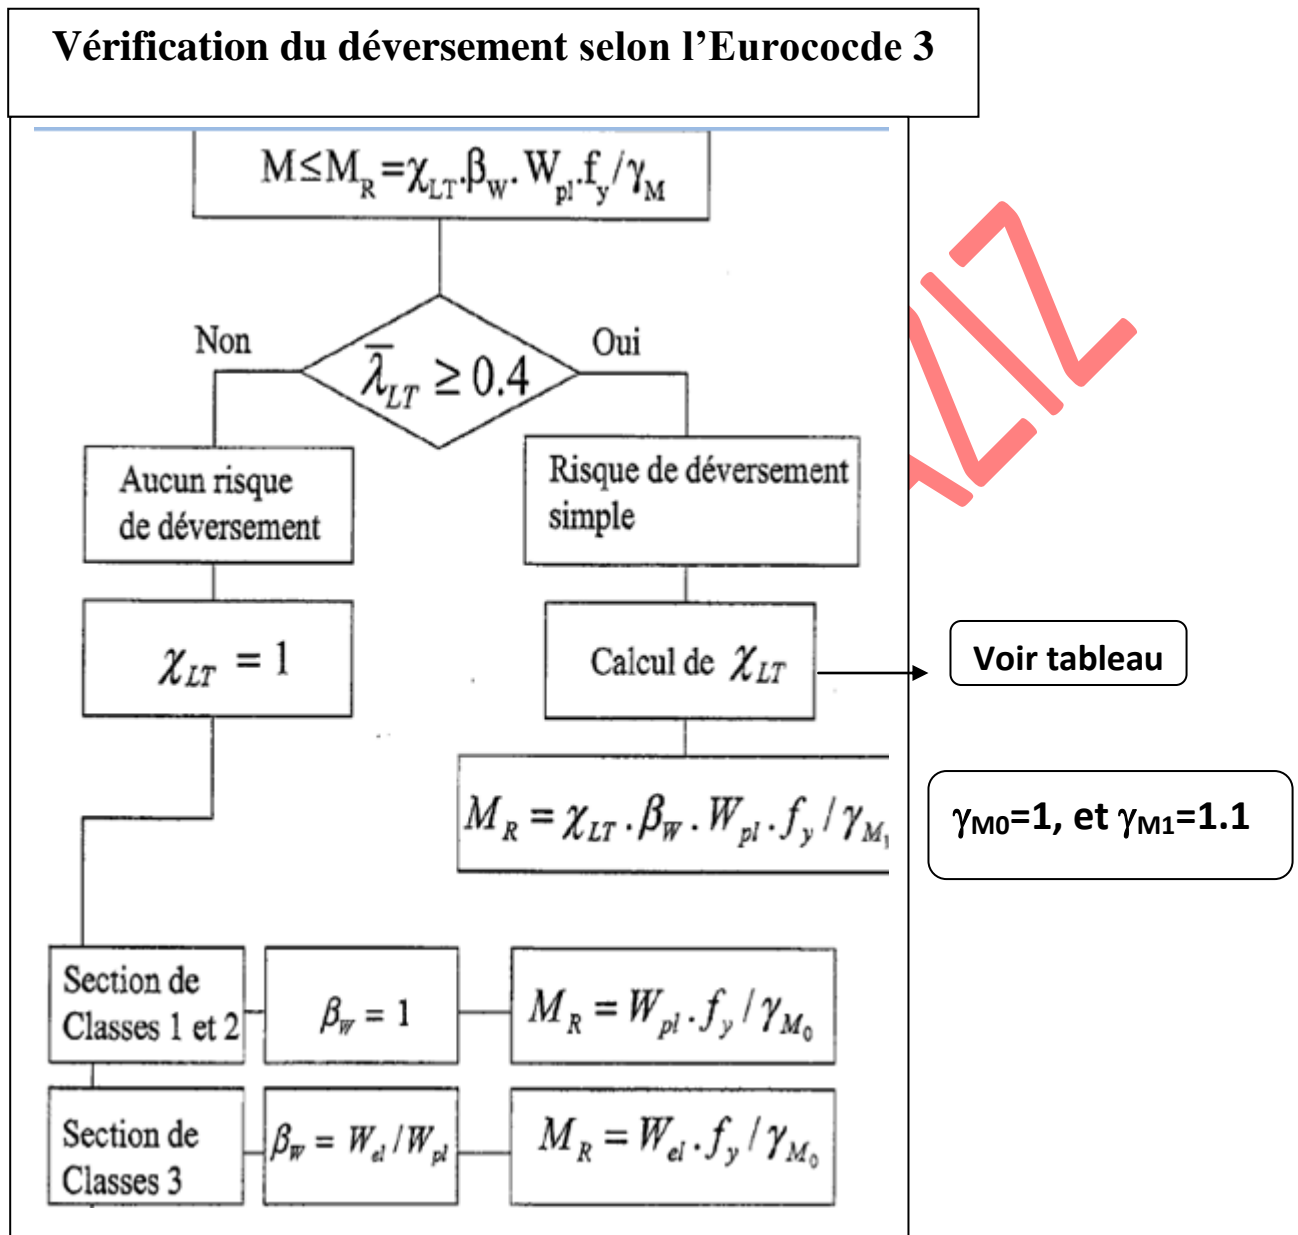 Vérification du déversement selon l’Eurococde 3
M≤M_R=χ_LT.β_W.W_pl.f_y/γ_M
Non
Oui
λ̄_LT ≥ 0.4
Aucun risque
de déversement
Risque de déversement
simple
χ_LT = 1
Calcul de χ_LT
Voir tableau
M_R = χ_LT . β_W . W_pl . f_y / γ_M1
γM0=1, et γM1=1.1
Section de
Classes 1 et 2
β_W = 1
M_R = W_pl . f_y / γ_M0
Section de
Classes 3
β_W = W_el / W_pl
M_R = W_el . f_y / γ_M0